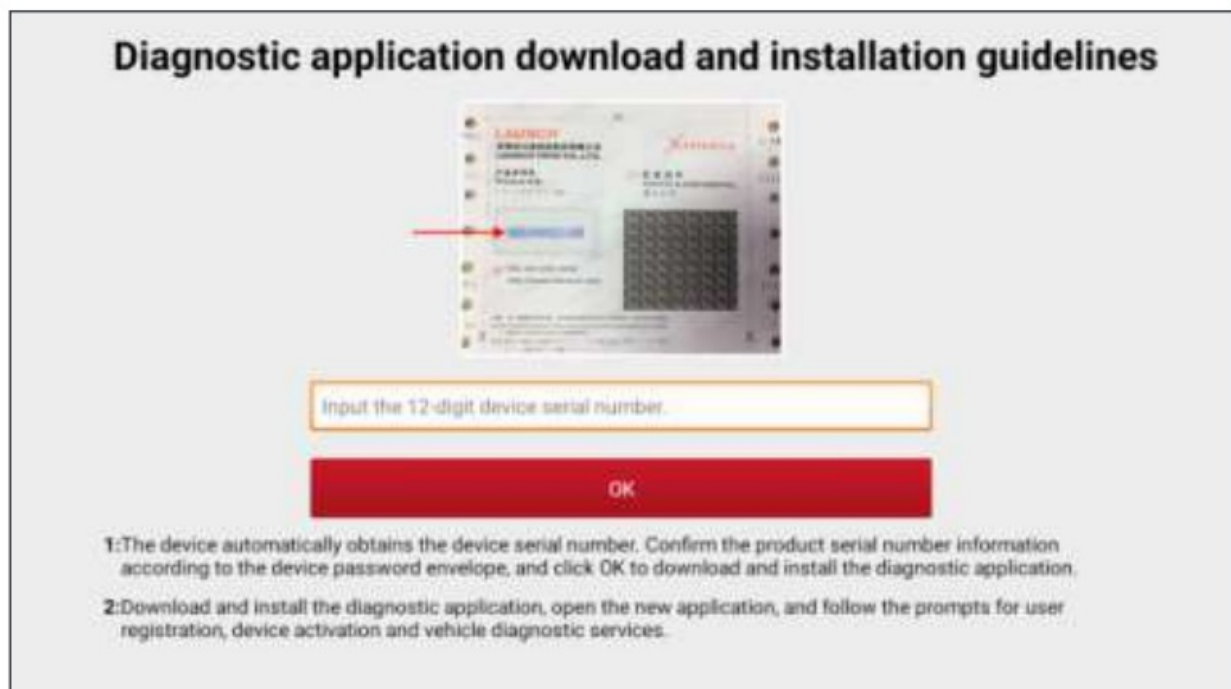 Diagnostic application download and installation guidelines
LAUNCH
Input the 12-digit device serial number.
OK
1:The device automatically obtains the device serial number. Confirm the product serial number information
according to the device password envelope, and click OK to download and install the diagnostic application.
2:Download and install the diagnostic application, open the new application, and follow the prompts for user
registration, device activation and vehicle diagnostic services.